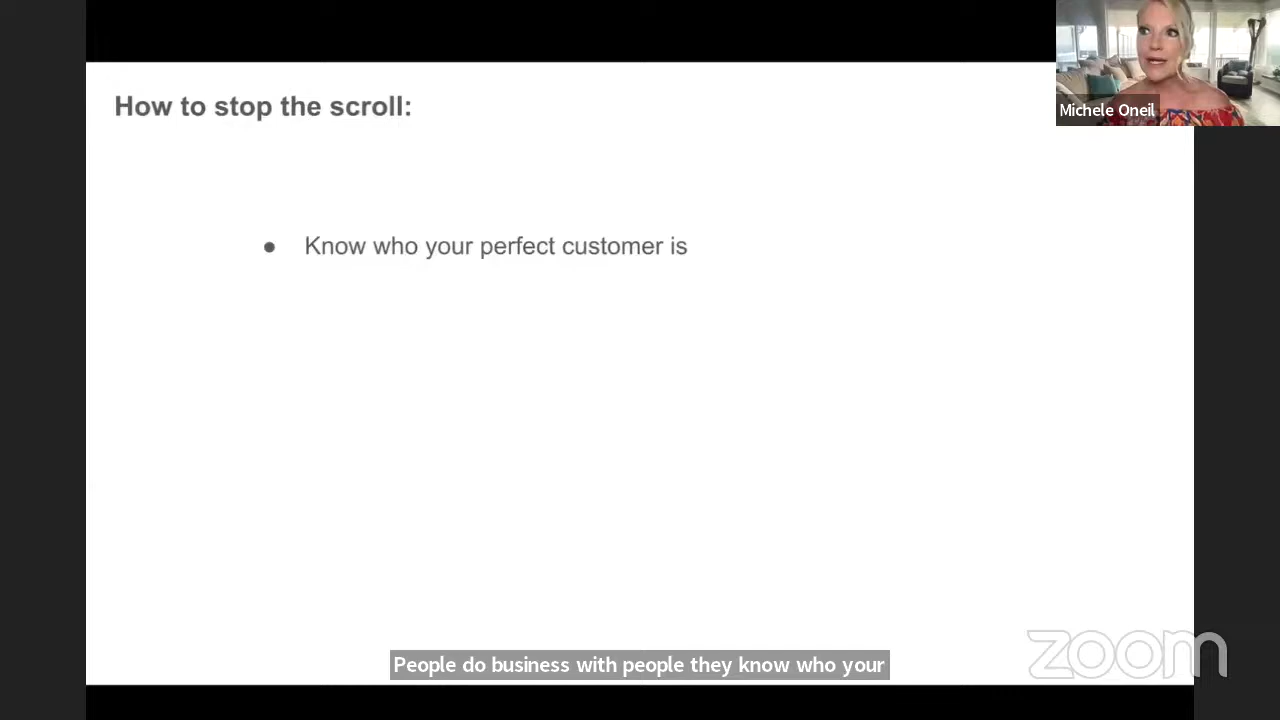 How to stop the scroll:
Michele Oneil
● Know who your perfect customer is
People do business with people they know who your
zoom